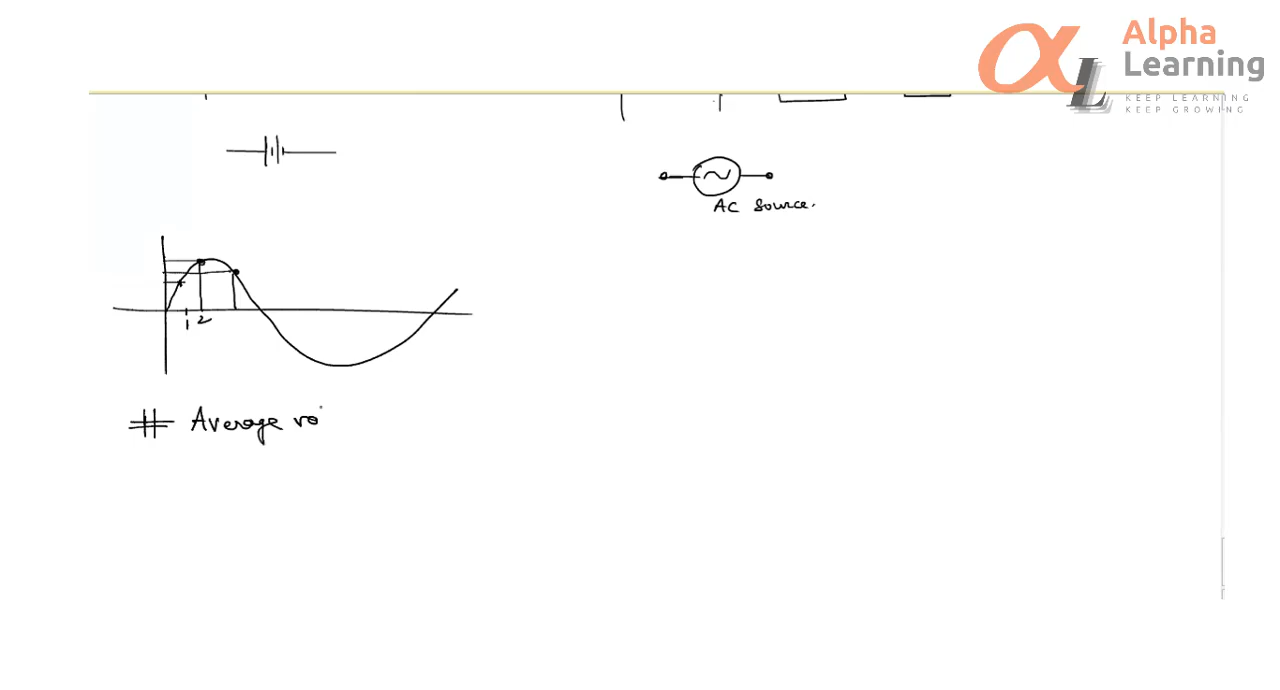 Alpha
Learning
KEEP LEARNING
KEEP GROWING
AC Source.
1 2
# Average